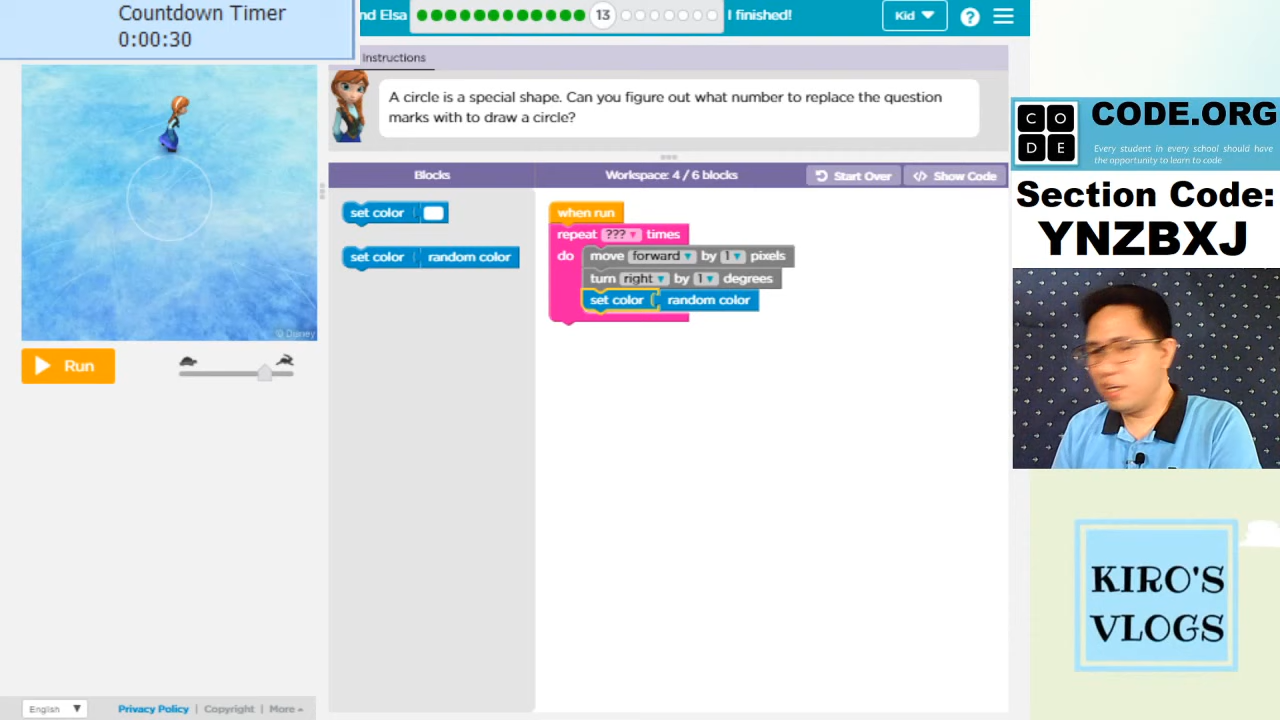 Countdown Timer
0:00:30
nd Elsa
13
I finished!
Kid
?
Instructions
A circle is a special shape. Can you figure out what number to replace the question
marks with to draw a circle?
Blocks
Workspace: 4 / 6 blocks
Start Over
</> Show Code
set color
set color random color
when run
repeat ??? times
do move forward by 1 pixels
turn right by 1 degrees
set color random color
© Disney
Run
English
Privacy Policy | Copyright | More
C O
D E
CODE.ORG
Every student in every school should have
the opportunity to learn to code
Section Code:
YNZBXJ
KIRO'S
VLOGS